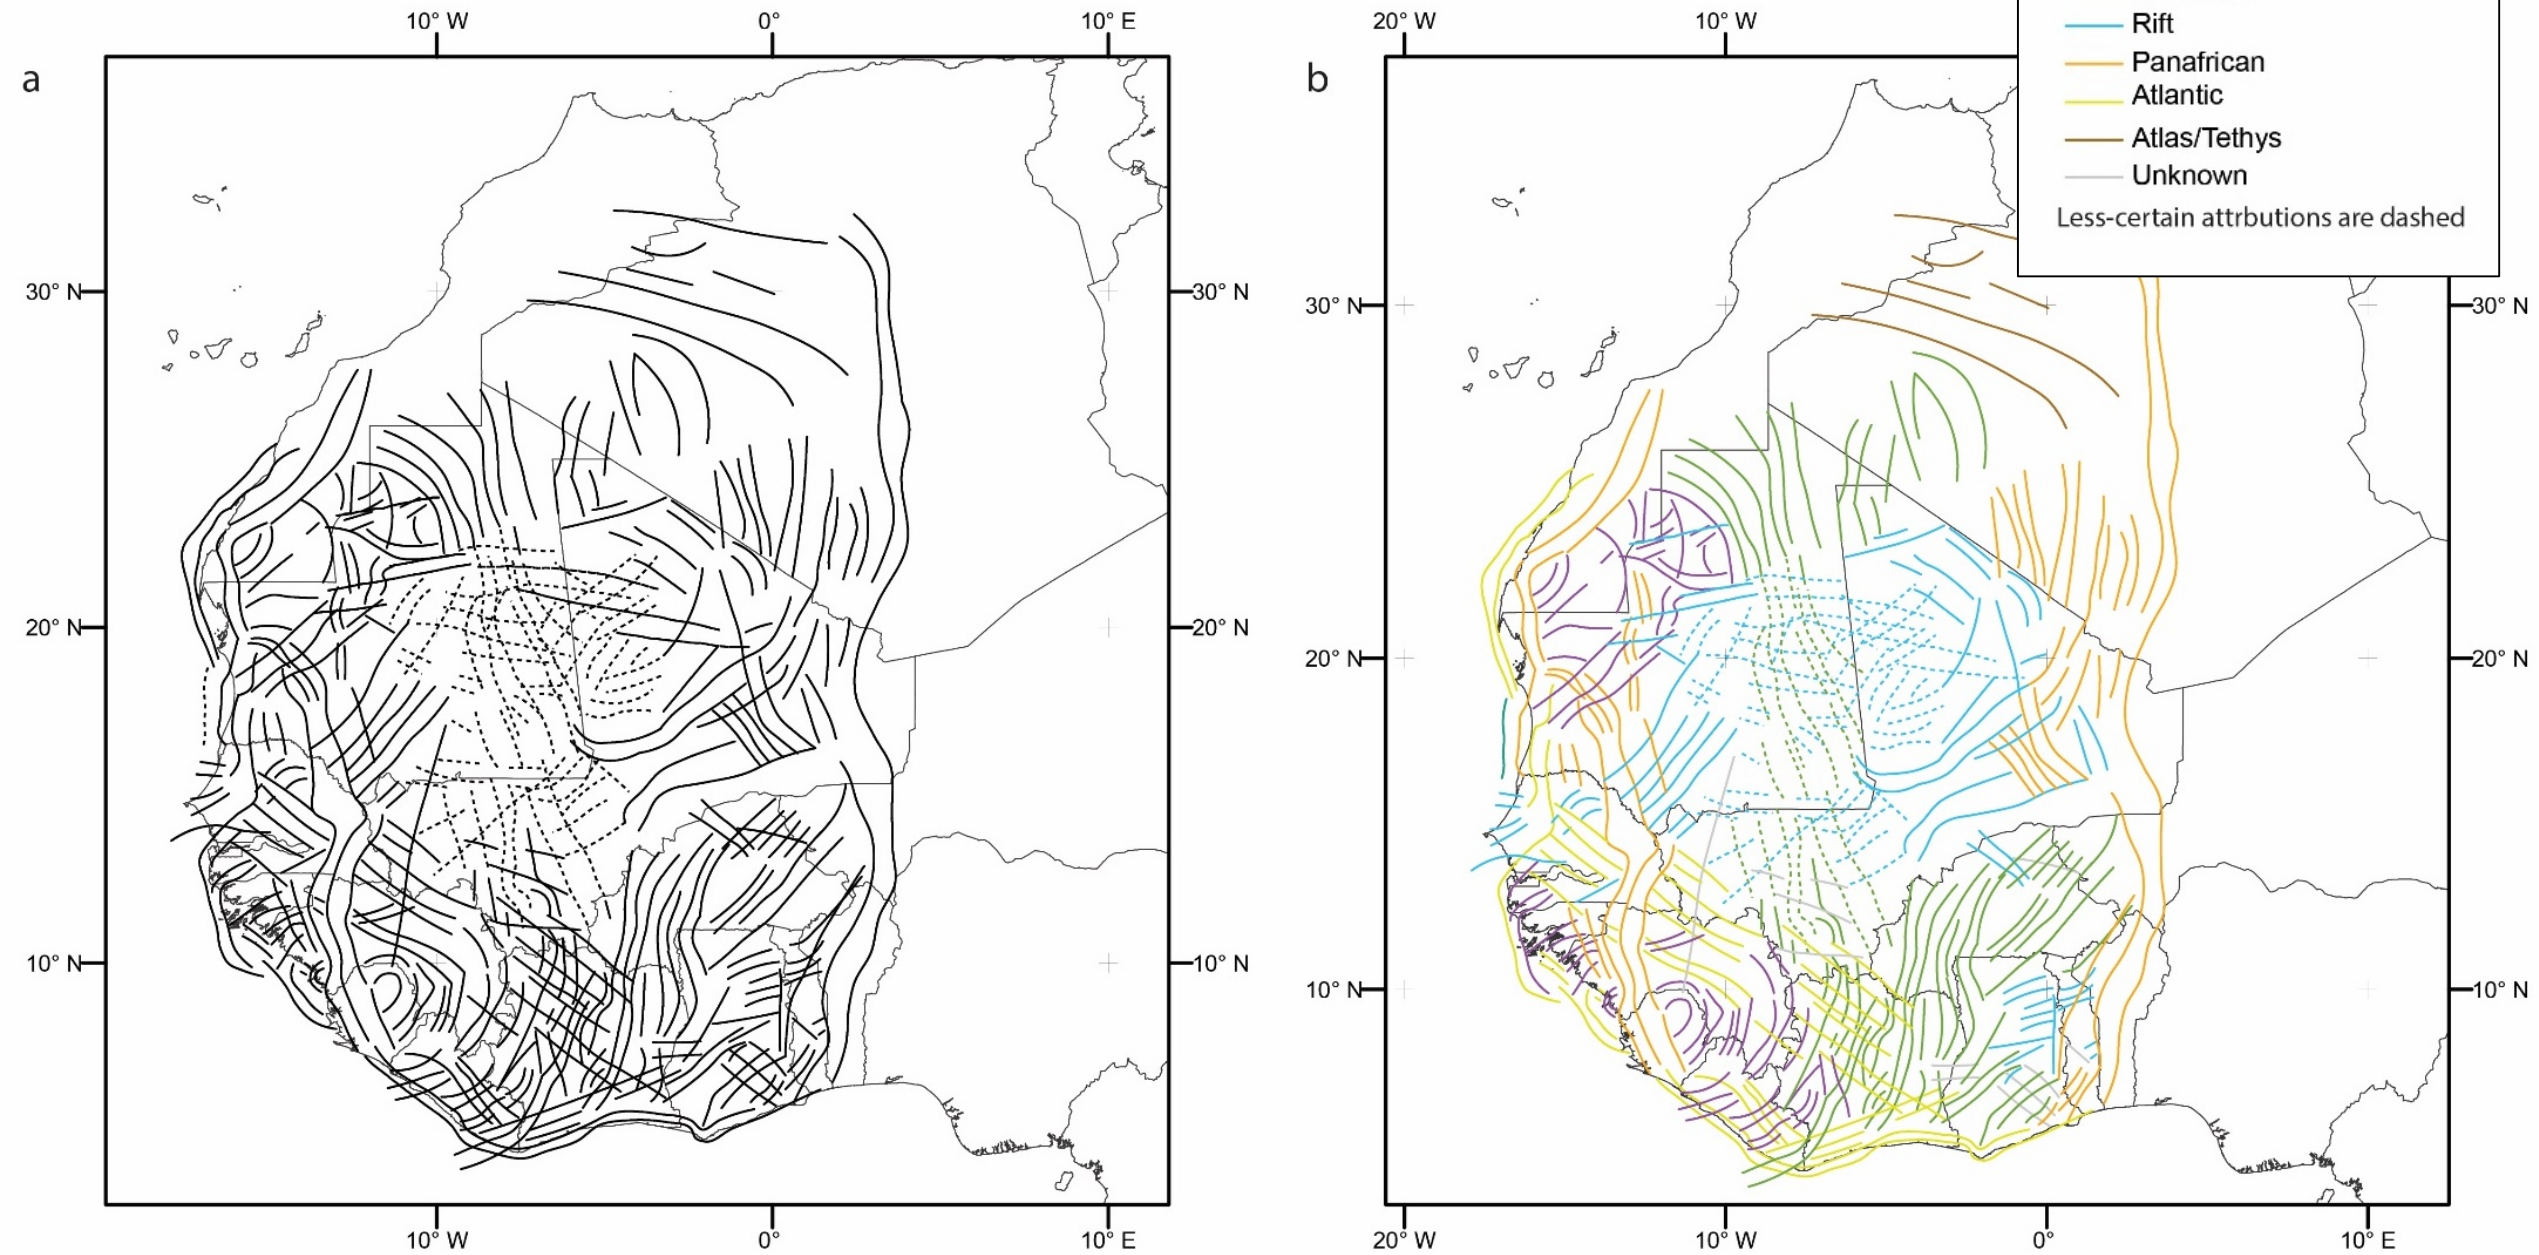 10° W 0° 10° E 20° W 10° W
a
b
Rift
Panafrican
Atlantic
Atlas/Tethys
Unknown
Less-certain attrbutions are dashed
30° N 30° N 30° N 30° N
20° N 20° N 20° N 20° N
10° N 10° N 10° N 10° N
10° W 0° 10° E 20° W 10° W 0° 10° E